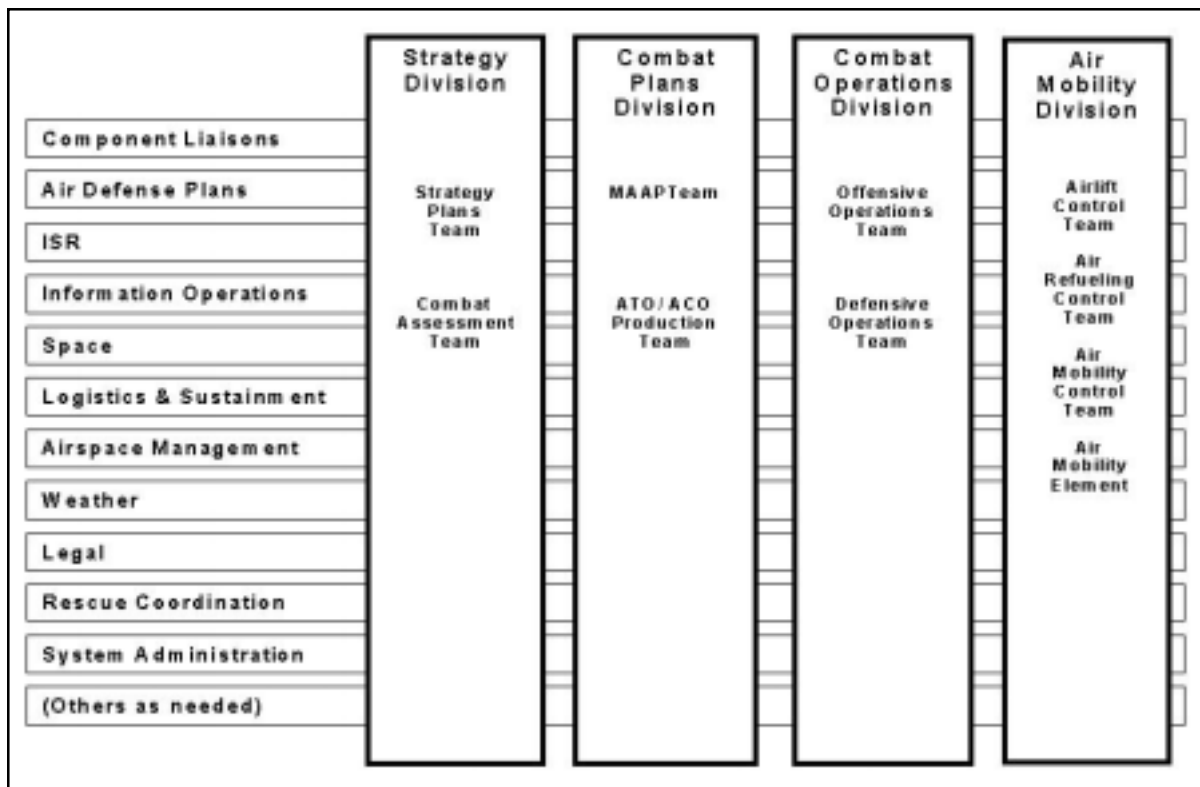 Strategy
Division
Combat
Plans
Division
Combat
Operations
Division
Air
Mobility
Division
Component Liaisons
Air Defense Plans
ISR
Information Operations
Space
Logistics & Sustainment
Airspace Management
Weather
Legal
Rescue Coordination
System Administration
(Others as needed)
Strategy
Plans
Team
Combat
Assessment
Team
MAAPTeam
ATO/ACO
Production
Team
Offensive
Operations
Team
Defensive
Operations
Team
Airlift
Control
Team
Air
Refueling
Control
Team
Air
Mobility
Control
Team
Air
Mobility
Element